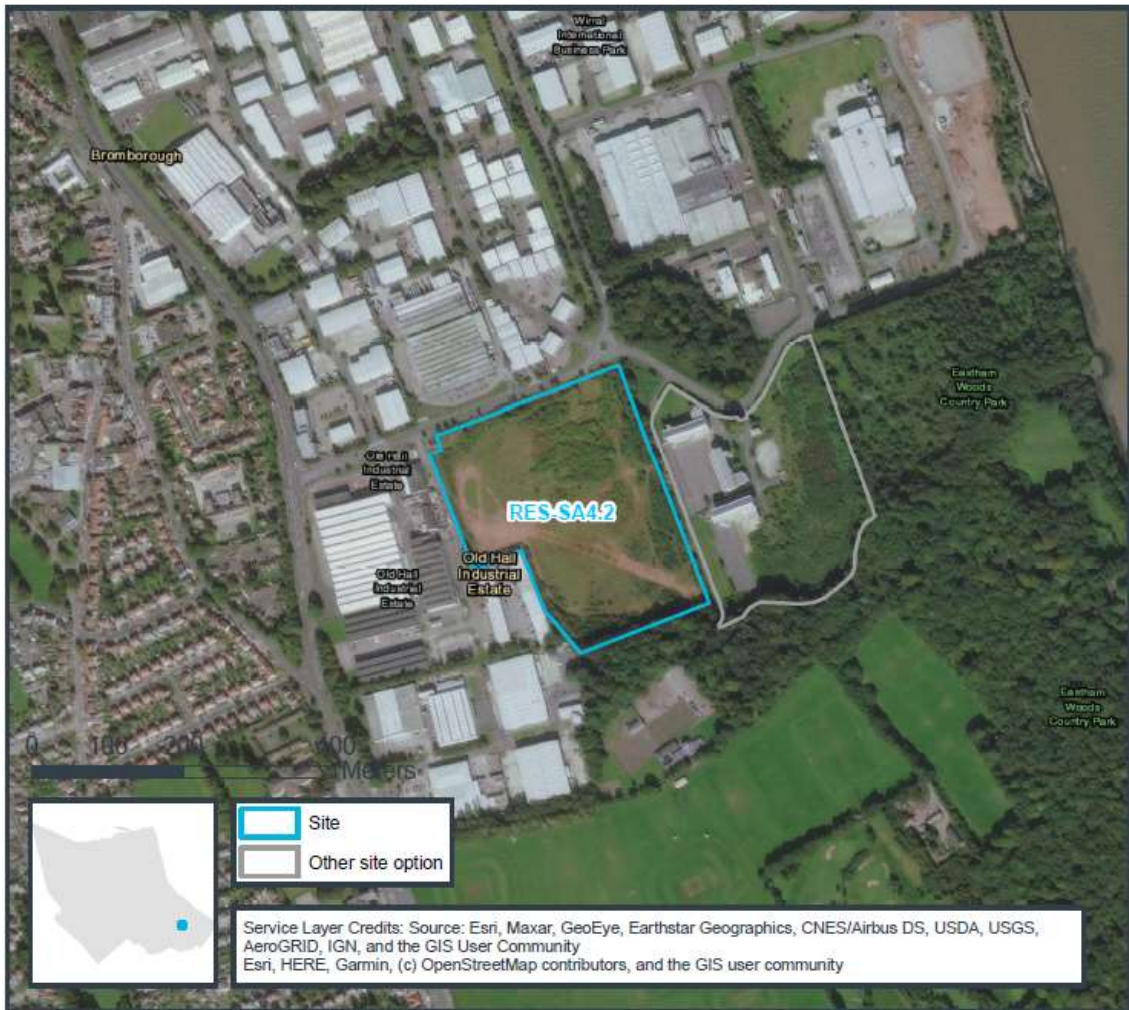 Wirral
International
Business Park
Bromborough
Eastham
Woods
Country Park
Old Hall
Industrial
Estate
RES-SA4.2
Old Hall
Industrial
Estate
Old Hall
Industrial
Estate
Eastham
Woods
Country Park
0 100 200 400
Meters
Site
Other site option
Service Layer Credits: Source: Esri, Maxar, GeoEye, Earthstar Geographics, CNES/Airbus DS, USDA, USGS,
AeroGRID, IGN, and the GIS User Community
Esri, HERE, Garmin, (c) OpenStreetMap contributors, and the GIS user community